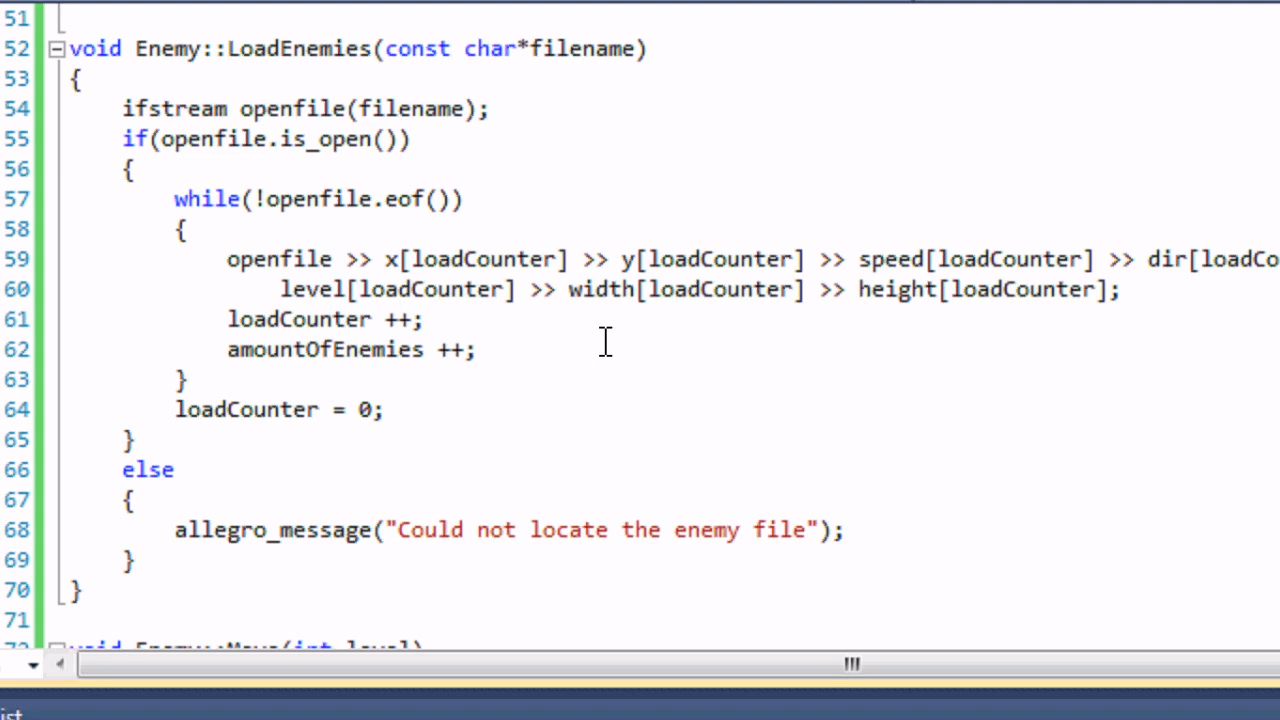 51
52 void Enemy::LoadEnemies(const char*filename)
53 {
54 ifstream openfile(filename);
55 if(openfile.is_open())
56 {
57 while(!openfile.eof())
58 {
59 openfile >> x[loadCounter] >> y[loadCounter] >> speed[loadCounter] >> dir[loadCo
60 level[loadCounter] >> width[loadCounter] >> height[loadCounter];
61 loadCounter ++;
62 amountOfEnemies ++;
63 }
64 loadCounter = 0;
65 }
66 else
67 {
68 allegro_message("Could not locate the enemy file");
69 }
70 }
71
void Enemy::Move(int level)
ist